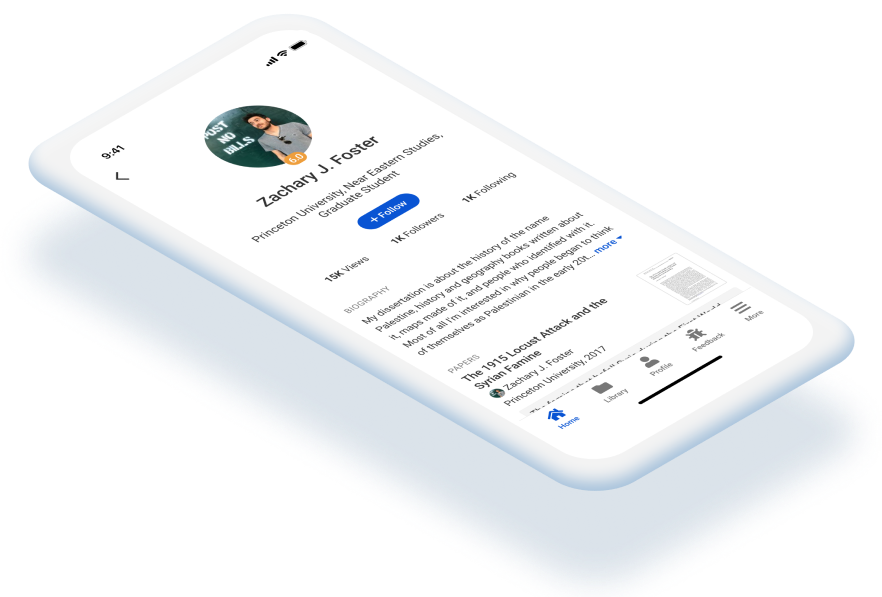 9:41
POST
NO
BILLS
6.0
Zachary J. Foster
Princeton University, Near Eastern Studies,
Graduate Student
+ Follow
15K Views
1K Followers
1K Following
BIOGRAPHY
My dissertation is about the history of the name
Palestine, history and geography books written about
it, maps made of it, and people who identified with it.
Most of all I'm interested in why people began to think
of themselves as Palestinian in the early 20t... more
PAPERS
The 1915 Locust Attack and the
Syrian Famine
Zachary J. Foster
Princeton University, 2017
Home
Library
Profile
Feedback
More